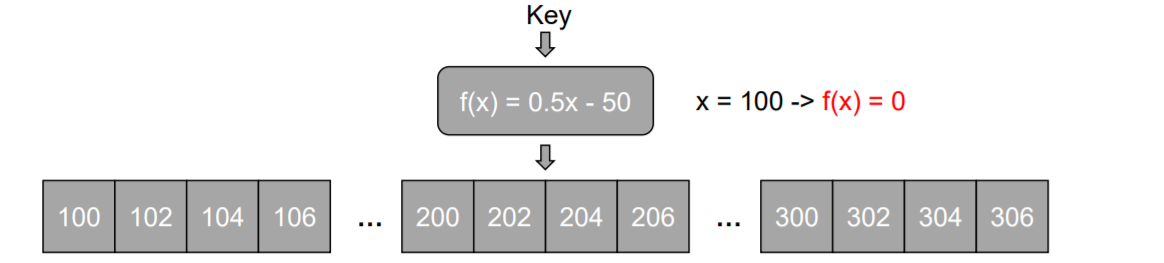 Key
f(x) = 0.5x - 50 x = 100 -> f(x) = 0
100 102 104 106 ... 200 202 204 206 ... 300 302 304 306